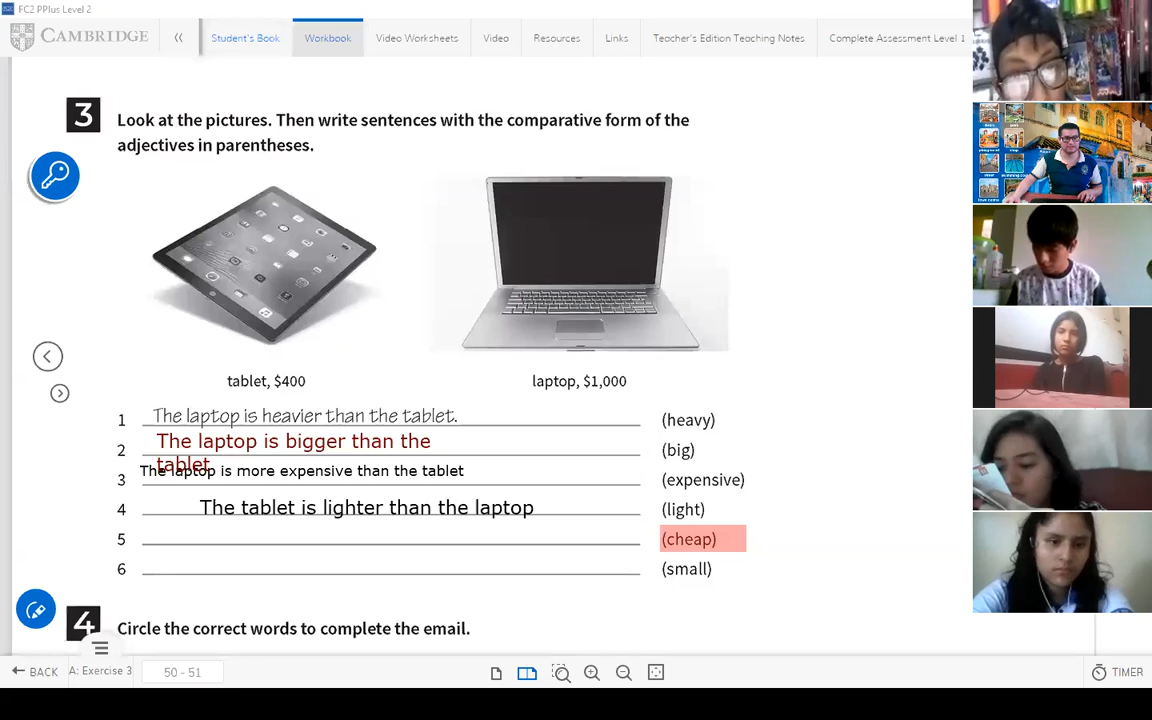 FC2 PPlus Level 2
CAMBRIDGE
Student's Book Workbook Video Worksheets Video Resources Links Teacher's Edition Teaching Notes Complete Assessment Level 1
3 Look at the pictures. Then write sentences with the comparative form of the
adjectives in parentheses.
tablet, $400 laptop, $1,000
1 The laptop is heavier than the tablet. (heavy)
2 The laptop is bigger than the (big)
tablet
3 The laptop is more expensive than the tablet (expensive)
4 The tablet is lighter than the laptop (light)
5 (cheap)
6 (small)
4 Circle the correct words to complete the email.
BACK A: Exercise 3 50 - 51 TIMER